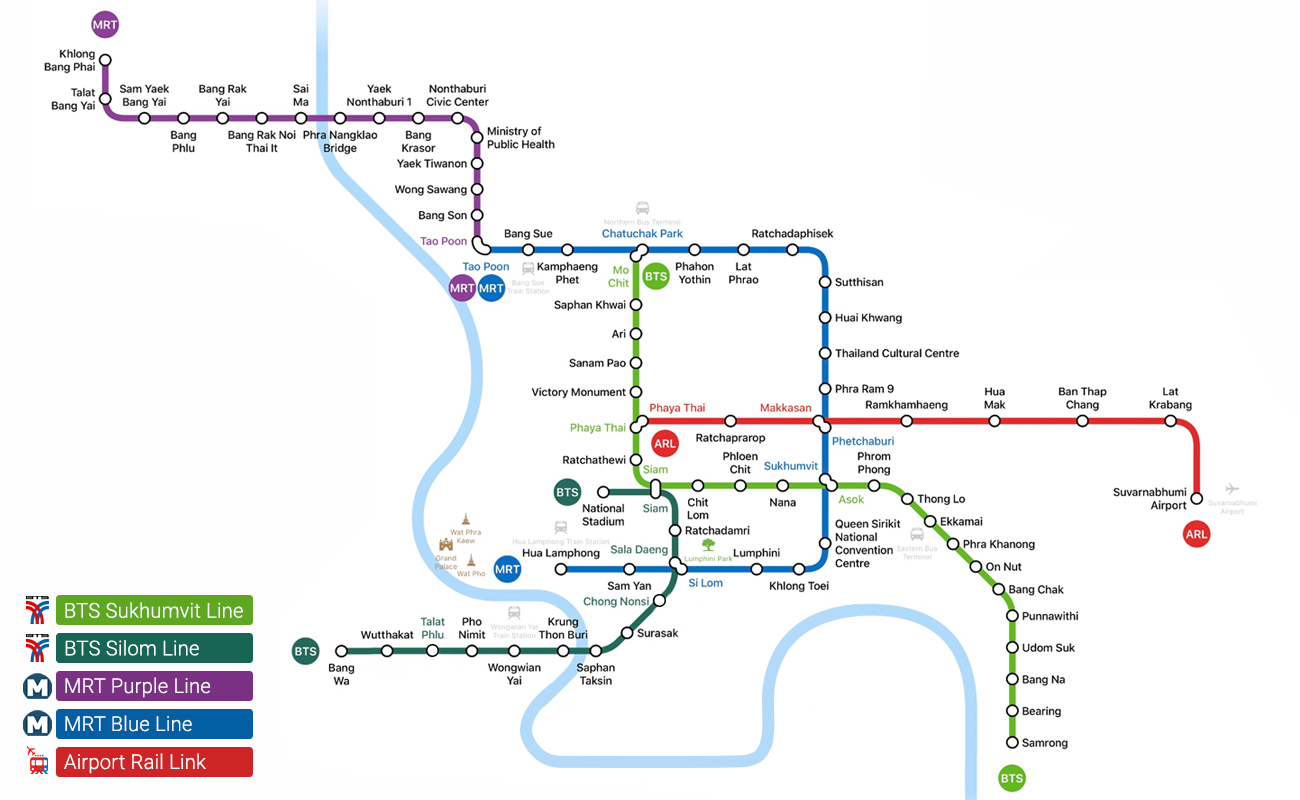 MRT
Khlong
Bang Phai
Talat
Bang Yai
Sam Yaek
Bang Yai
Bang
Phlu
Bang Rak
Yai
Bang Rak Noi
Thai It
Sai
Ma
Phra Nangklao
Bridge
Yaek
Nonthaburi 1
Bang
Krasor
Nonthaburi
Civic Center
Ministry of
Public Health
Yaek Tiwanon
Wong Sawang
Bang Son
Tao Poon
Tao Poon
MRT
MRT
Bang Sue
Bang Sue
Train Station
Kamphaeng
Phet
Northern Bus Terminal
Chatuchak Park
Mo
Chit
BTS
Phahon
Yothin
Lat
Phrao
Ratchadaphisek
Sutthisan
Huai Khwang
Thailand Cultural Centre
Phra Ram 9
Saphan Khwai
Ari
Sanam Pao
Victory Monument
Phaya Thai
Phaya Thai
ARL
Ratchaprarop
Makkasan
Phetchaburi
Ramkhamhaeng
Hua
Mak
Ban Thap
Chang
Lat
Krabang
Suvarnabhumi
Airport
Suvarnabhumi
Airport
ARL
Ratchathewi
Siam
Siam
BTS
National
Stadium
Chit
Lom
Phloen
Chit
Nana
Sukhumvit
Asok
Phrom
Phong
Thong Lo
Ekkamai
Eastern Bus
Terminal
Phra Khanong
On Nut
Bang Chak
Punnawithi
Udom Suk
Bang Na
Bearing
Samrong
BTS
Queen Sirikit
National
Convention
Centre
Ratchadamri
Sala Daeng
Lumphini Park
Lumphini
Khlong Toei
Si Lom
Sam Yan
Hua Lamphong Train Station
Hua Lamphong
MRT
Wat Phra
Kaew
Grand
Palace
Wat Pho
Chong Nonsi
Surasak
Saphan
Taksin
Krung
Thon Buri
Wongwian Yai
Train Station
Wongwian
Yai
Pho
Nimit
Talat
Phlu
Wutthakat
Bang
Wa
BTS
BTS
BTS Sukhumvit Line
BTS
BTS Silom Line
M
MRT Purple Line
M
MRT Blue Line
Airport Rail Link